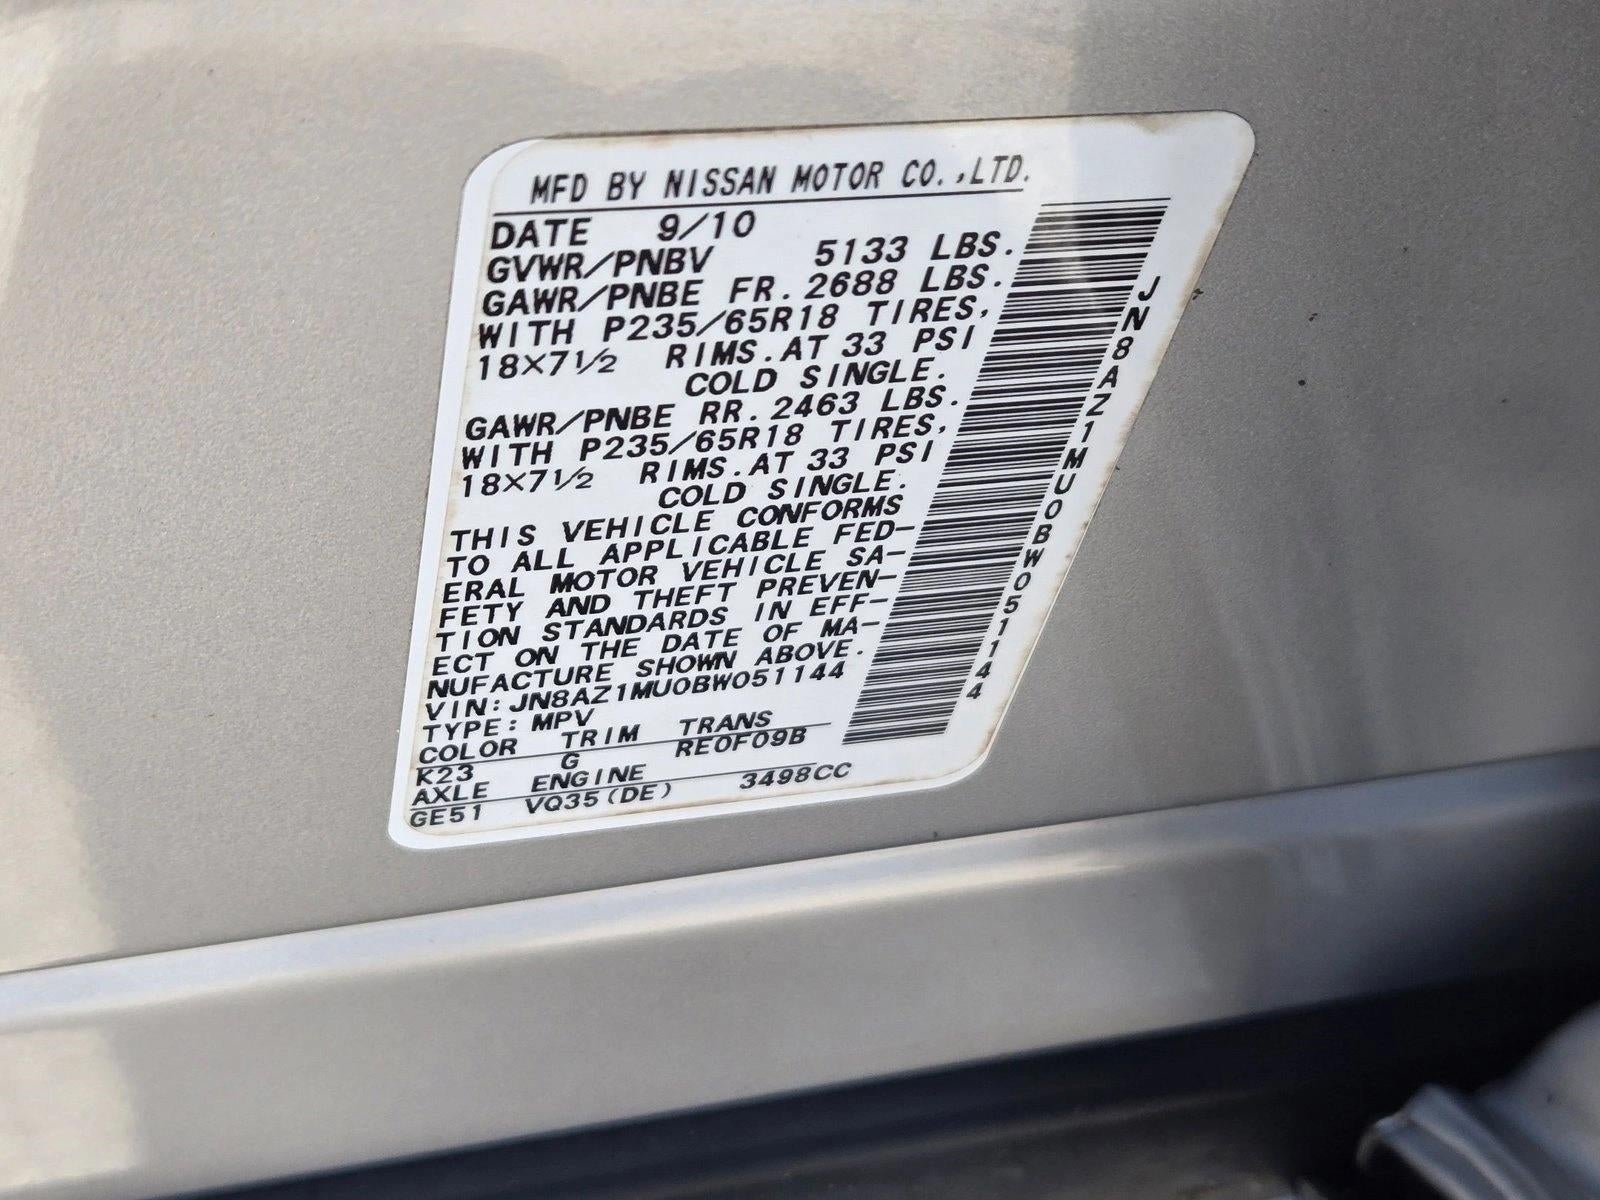 MFD BY NISSAN MOTOR CO.,LTD.
DATE 9/10
GVWR/PNBV 5133 LBS.
GAWR/PNBE FR. 2688 LBS.
WITH P235/65R18 TIRES,
18X7½ RIMS. AT 33 PSI
COLD SINGLE.
GAWR/PNBE RR. 2463 LBS.
WITH P235/65R18 TIRES,
18X7½ RIMS. AT 33 PSI
COLD SINGLE.
THIS VEHICLE CONFORMS
TO ALL APPLICABLE FED-
ERAL MOTOR VEHICLE SA-
FETY AND THEFT PREVEN-
TION STANDARDS IN EFF-
ECT ON THE DATE OF MA-
NUFACTURE SHOWN ABOVE.
VIN: JN8AZ1MU0BW051144
TYPE: MPV
COLOR TRIM TRANS
K23 G RE0F09B
AXLE ENGINE
GE51 VQ35(DE) 3498CC
JN8AZ1MU0BW051144